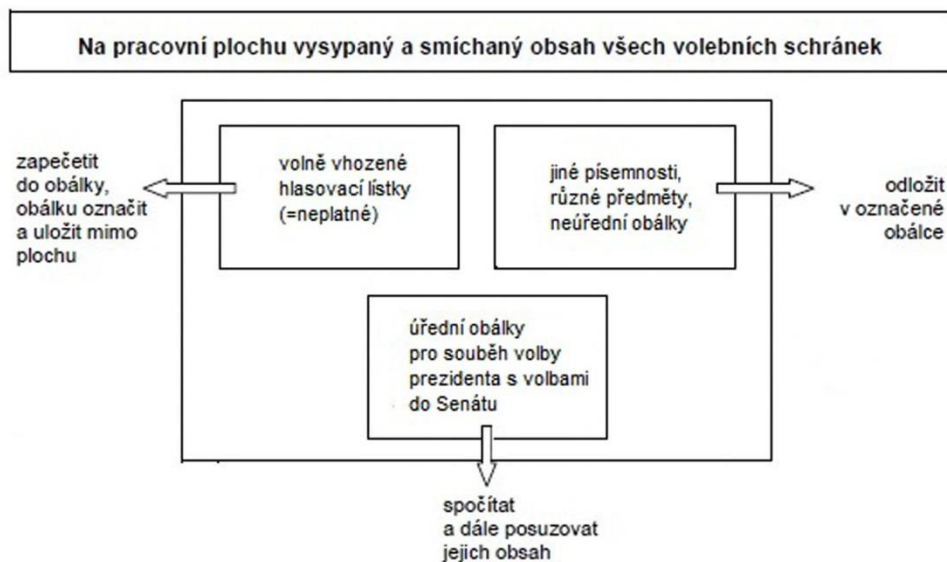 Na pracovní plochu vysypaný a smíchaný obsah všech volebních schránek
zapečetit
do obálky,
obálku označit
a uložit mimo
plochu
volně vhozené
hlasovací lístky
(=neplatné)
jiné písemnosti,
různé předměty,
neúřední obálky
odložit
v označené
obálce
úřední obálky
pro souběh volby
prezidenta s volbami
do Senátu
spočítat
a dále posuzovat
jejich obsah